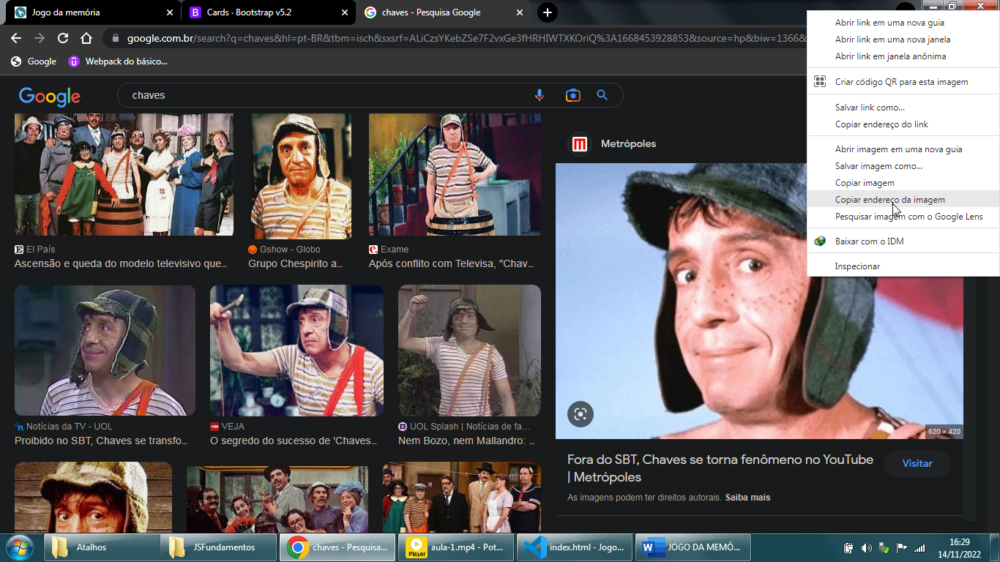 Jogo da memória
Cards · Bootstrap v5.2
chaves - Pesquisa Google
google.com.br/search?q=chaves&hl=pt-BR&tbm=isch&sxsrf=ALiCzsYKebZSe7F2vxGe3fHRHIWTXKOriQ%3A1668453928853&source=hp&biw=1366&
Google
Webpack do básico...
Google
chaves
El País
Ascensão e queda do modelo televisivo que...
Gshow - Globo
Grupo Chespirito a...
Exame
Após conflito com Televisa, "Chav...
Notícias da TV - UOL
Proibido no SBT, Chaves se transfo...
VEJA
O segredo do sucesso de 'Chaves...
UOL Splash | Notícias de fa...
Nem Bozo, nem Mallandro: ...
Metrópoles
620 × 420
Fora do SBT, Chaves se torna fenômeno no YouTube
| Metrópoles
Visitar
As imagens podem ter direitos autorais. Saiba mais
Abrir link em uma nova guia
Abrir link em uma nova janela
Abrir link em janela anônima
Criar código QR para esta imagem
Salvar link como...
Copiar endereço do link
Abrir imagem em uma nova guia
Salvar imagem como...
Copiar imagem
Copiar endereço da imagem
Pesquisar imagem com o Google Lens
Baixar com o IDM
Inspecionar
Atalhos
JSFundamentos
chaves - Pesquisa...
Player
aula-1.mp4 - Pot...
index.html - Jogo...
JOGO DA MEMÓ...
16:29
14/11/2022